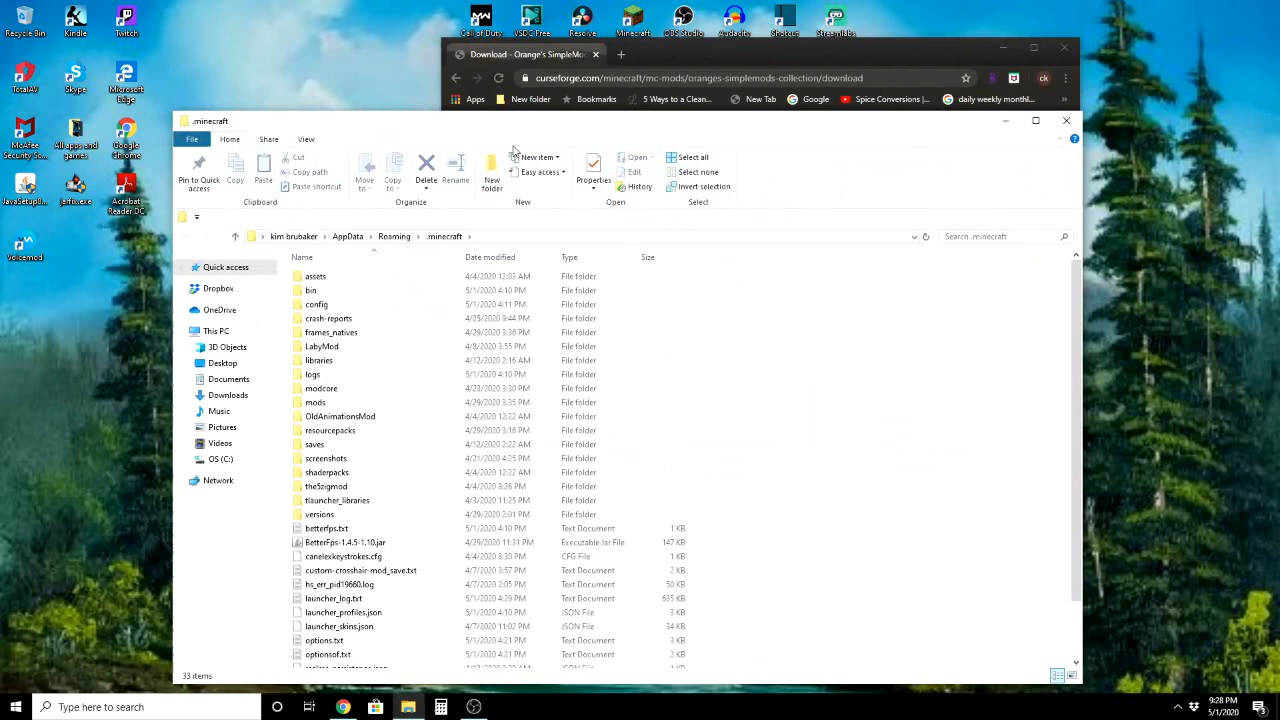 Recycle Bin
Kindle
Twitch
Call of Duty
VSDC Free
Resolve
Minecraft
OBS Studio
Audacity
Shotcut
Streamlabs
TotalAV
Skype
Microsoft
Edge
McAfee
Security So...
All apps and
games
Google
Chrome
JavaSetup8...
jarfix.exe
Acrobat
Reader DC
Voicemod
Download - Orange's SimpleMo
curseforge.com/minecraft/mc-mods/oranges-simplemods-collection/download
ck
Apps New folder Bookmarks 5 Ways to a Clean... New Tab Google Spice Conversions |... daily weekly monthl... »
.minecraft
File Home Share View
Pin to Quick
access
Copy
Paste
Cut
Copy path
Paste shortcut
Clipboard
Move
to
Copy
to
Delete
Rename
Organize
New
folder
New item
Easy access
New
Properties
Open
Edit
History
Open
Select all
Select none
Invert selection
Select
kim brubaker > AppData > Roaming > .minecraft >
Search .minecraft
Name Date modified Type Size
Quick access
Dropbox
OneDrive
This PC
3D Objects
Desktop
Documents
Downloads
Music
Pictures
Videos
OS (C:)
Network
assets 4/4/2020 12:03 AM File folder
bin 5/1/2020 4:10 PM File folder
config 5/1/2020 4:11 PM File folder
crash-reports 4/25/2020 9:44 PM File folder
frames_natives 4/29/2020 3:36 PM File folder
LabyMod 4/8/2020 3:55 PM File folder
libraries 4/12/2020 2:16 AM File folder
logs 5/1/2020 4:10 PM File folder
modcore 4/23/2020 3:30 PM File folder
mods 4/29/2020 3:35 PM File folder
OldAnimationsMod 4/4/2020 12:22 AM File folder
resourcepacks 4/29/2020 3:16 PM File folder
saves 4/12/2020 2:22 AM File folder
screenshots 4/21/2020 4:25 PM File folder
shaderpacks 4/4/2020 12:22 AM File folder
the5zigmod 4/4/2020 8:26 PM File folder
tlauncher_libraries 4/3/2020 11:25 PM File folder
versions 4/29/2020 2:01 PM File folder
betterfps.txt 5/1/2020 4:10 PM Text Document 1 KB
BetterFps-1.4.5-1.10.jar 4/29/2020 11:31 PM Executable Jar File 147 KB
canelexkeystrokes.cfg 4/4/2020 8:30 PM CFG File 1 KB
custom-crosshair-mod_save.txt 4/7/2020 3:57 PM Text Document 2 KB
hs_err_pid19660.log 4/7/2020 2:05 PM Text Document 50 KB
launcher_log.txt 5/1/2020 4:29 PM Text Document 635 KB
launcher_profiles.json 5/1/2020 4:10 PM JSON File 3 KB
launcher_skins.json 4/7/2020 11:02 PM JSON File 34 KB
options.txt 5/1/2020 4:21 PM Text Document 3 KB
optionsof.txt 5/1/2020 4:21 PM Text Document 2 KB
33 items
Type here to search
9:28 PM
5/1/2020